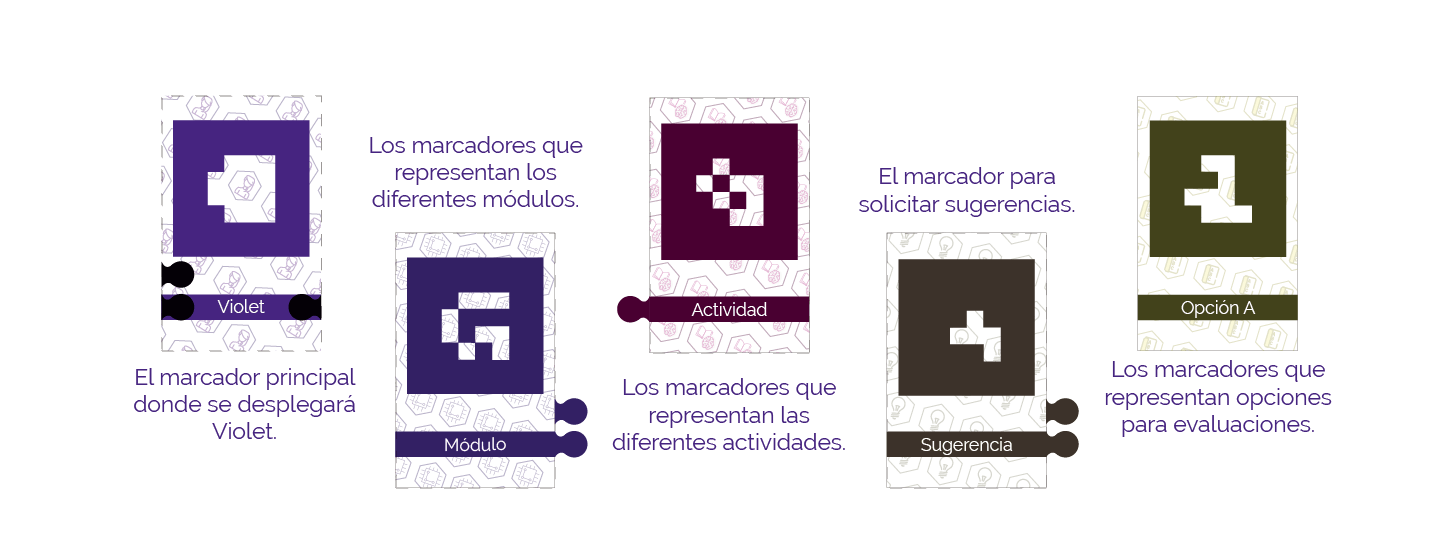 Violet
El marcador principal
donde se desplegará
Violet.
Los marcadores que
representan los
diferentes módulos.
Módulo
Actividad
Los marcadores que
representan las
diferentes actividades.
El marcador para
solicitar sugerencias.
Sugerencia
Opción A
Los marcadores que
representan opciones
para evaluaciones.